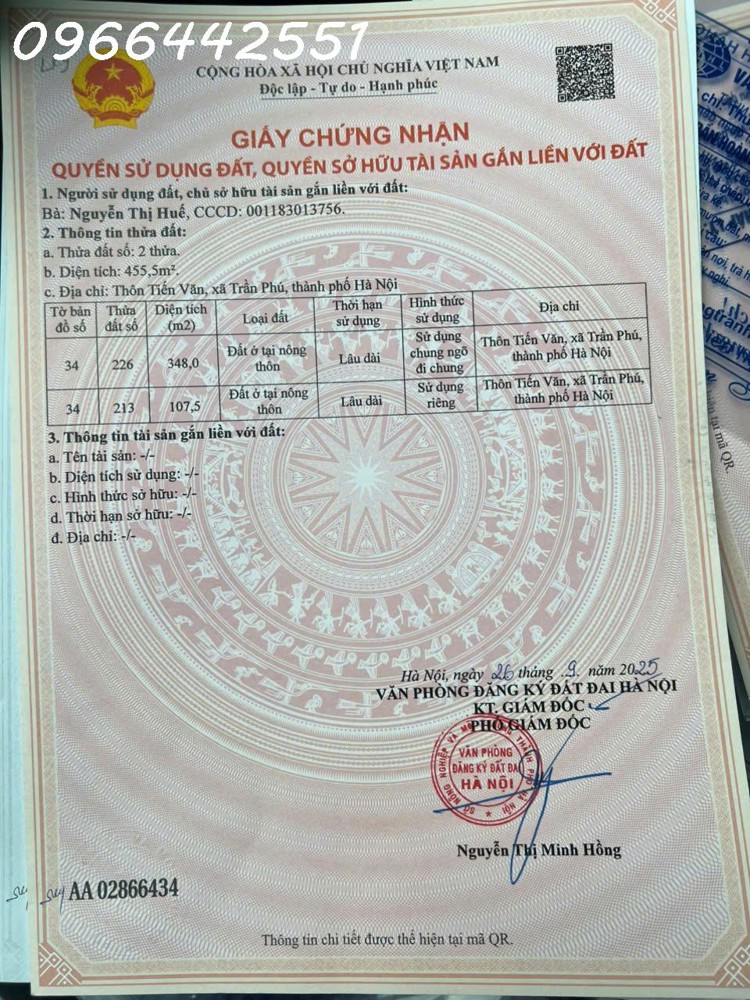 0966442551
CỘNG HÒA XÃ HỘI CHỦ NGHĨA VIỆT NAM
Độc lập - Tự do - Hạnh phúc
GIẤY CHỨNG NHẬN
QUYỀN SỬ DỤNG ĐẤT, QUYỀN SỞ HỮU TÀI SẢN GẮN LIỀN VỚI ĐẤT
1. Người sử dụng đất, chủ sở hữu tài sản gắn liền với đất:
Bà: Nguyễn Thị Huế, CCCD: 001183013756.
2. Thông tin thửa đất:
a. Thửa đất số: 2 thửa.
b. Diện tích: 455,5m².
c. Địa chỉ: Thôn Tiến Văn, xã Trần Phú, thành phố Hà Nội
Tờ bản đồ số Thửa đất số Diện tích (m2) Loại đất Thời hạn sử dụng Hình thức sử dụng Địa chỉ
34 226 348,0 Đất ở tại nông thôn Lâu dài Sử dụng chung ngõ đi chung Thôn Tiến Văn, xã Trần Phú, thành phố Hà Nội
34 213 107,5 Đất ở tại nông thôn Lâu dài Sử dụng riêng Thôn Tiến Văn, xã Trần Phú, thành phố Hà Nội
3. Thông tin tài sản gắn liền với đất:
a. Tên tài sản: -/-
b. Diện tích sử dụng: -/-
c. Hình thức sở hữu: -/-
d. Thời hạn sở hữu: -/-
đ. Địa chỉ: -/-
Hà Nội, ngày 26 tháng 9 năm 2025
VĂN PHÒNG ĐĂNG KÝ ĐẤT ĐAI HÀ NỘI
KT. GIÁM ĐỐC
PHÓ GIÁM ĐỐC
VĂN PHÒNG
ĐĂNG KÝ ĐẤT ĐAI
HÀ NỘI
Nguyễn Thị Minh Hồng
AA 02866434
Thông tin chi tiết được thể hiện tại mã QR.
tin tại mã QR.